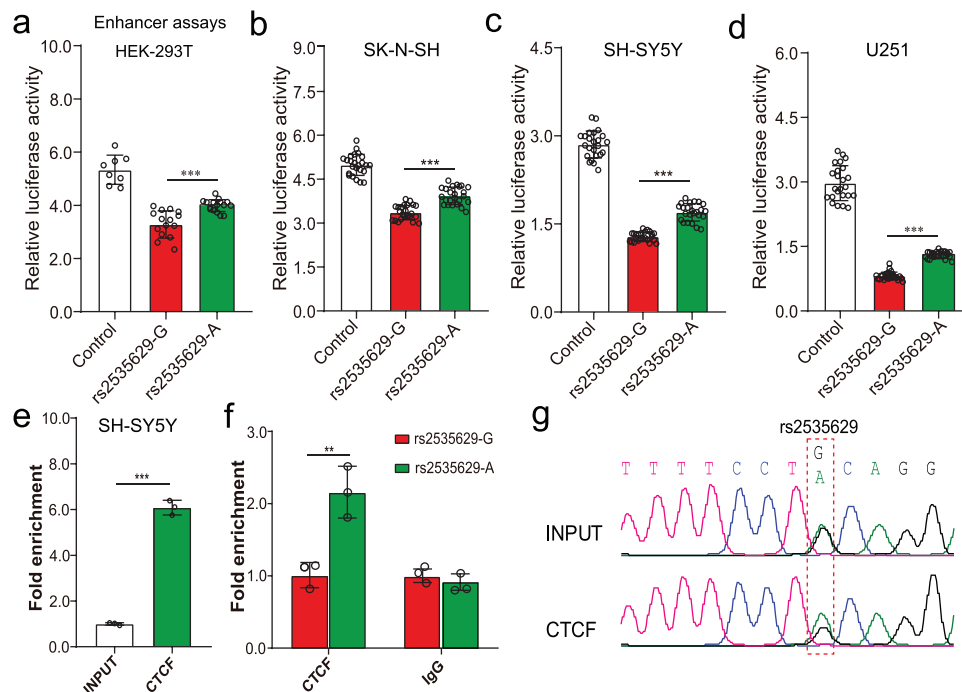 a
Enhancer assays
HEK-293T
Relative luciferase activity
10.0
8.0
6.0
4.0
2.0
0.0
***
Control
rs2535629-G
rs2535629-A
b
SK-N-SH
Relative luciferase activity
9.0
7.5
6.0
4.5
3.0
1.5
0.0
***
Control
rs2535629-G
rs2535629-A
c
SH-SY5Y
Relative luciferase activity
4.5
3.0
1.5
0.0
***
Control
rs2535629-G
rs2535629-A
d
U251
Relative luciferase activity
4.5
3.0
1.5
0.0
***
Control
rs2535629-G
rs2535629-A
e
SH-SY5Y
Fold enrichment
10.0
8.0
6.0
4.0
2.0
0.0
***
INPUT
CTCF
f
rs2535629-G
rs2535629-A
Fold enrichment
3.0
2.0
1.0
0.0
**
CTCF
IgG
g
rs2535629
G
T T T T C C T A C A G G
INPUT
CTCF